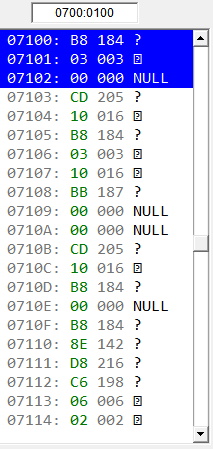 0700:0100
07100: B8 184 ?
07101: 03 003 ⍰
07102: 00 000 NULL
07103: CD 205 ?
07104: 10 016 ⍰
07105: B8 184 ?
07106: 03 003 ⍰
07107: 10 016 ⍰
07108: BB 187 ?
07109: 00 000 NULL
0710A: 00 000 NULL
0710B: CD 205 ?
0710C: 10 016 ⍰
0710D: B8 184 ?
0710E: 00 000 NULL
0710F: B8 184 ?
07110: 8E 142 ?
07111: D8 216 ?
07112: C6 198 ?
07113: 06 006 ⍰
07114: 02 002 ⍰